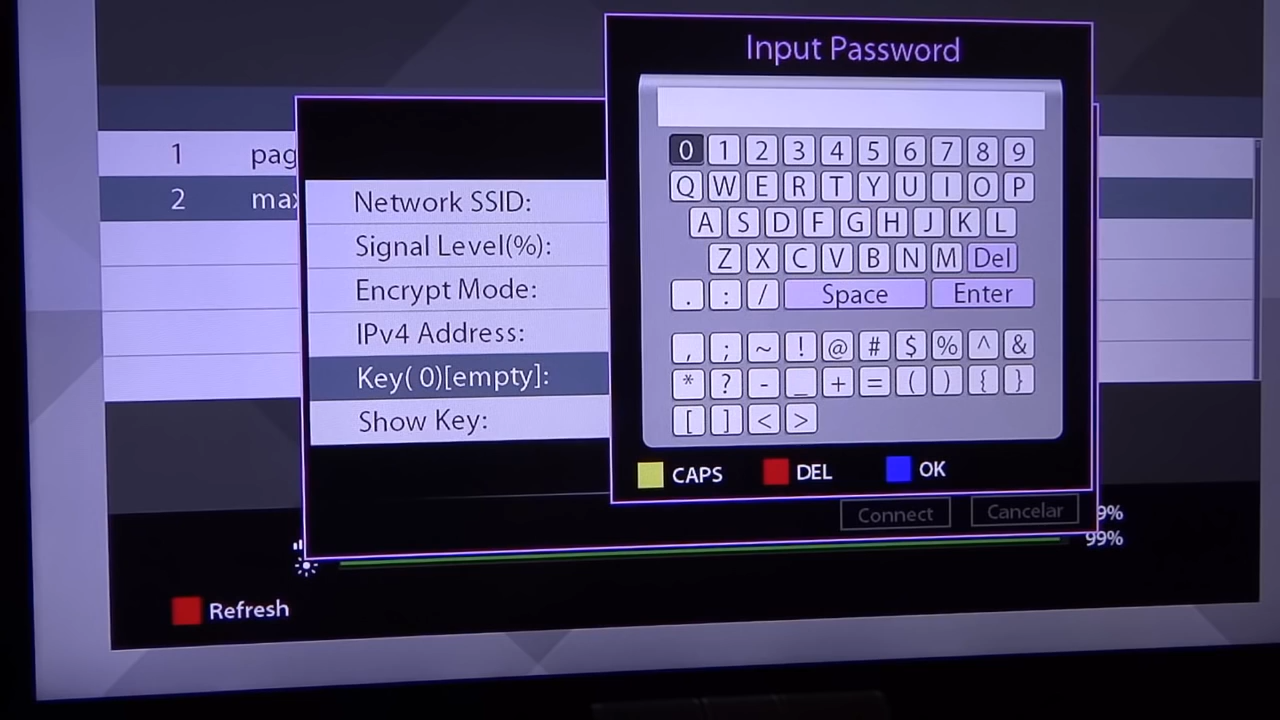 Input Password
0 1 2 3 4 5 6 7 8 9
Q W E R T Y U I O P
A S D F G H J K L
Z X C V B N M Del
. : / Space Enter
, ; ~ ! @ # $ % ^ &
* ? - _ + = ( ) { }
[ ] < >
CAPS DEL OK
1 pag
2 max
Network SSID:
Signal Level(%):
Encrypt Mode:
IPv4 Address:
Key( 0)[empty]:
Show Key:
Connect Cancelar
9%
99%
Refresh